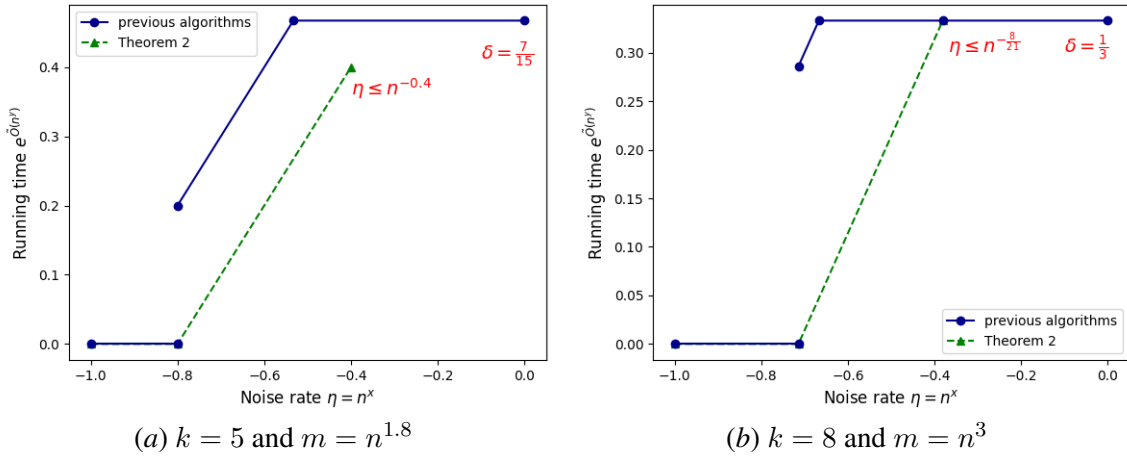 previous algorithms
Theorem 2
δ = 7/15
η ≤ n^{-0.4}
Running time e^{Õ(n^y)}
0.4
0.3
0.2
0.1
0.0
−1.0 −0.8 −0.6 −0.4 −0.2 0.0
Noise rate η = n^x
(a) k = 5 and m = n^{1.8}
η ≤ n^{-8/21}
δ = 1/3
Running time e^{Õ(n^y)}
0.30
0.25
0.20
0.15
0.10
0.05
0.00
previous algorithms
Theorem 2
−1.0 −0.8 −0.6 −0.4 −0.2 0.0
Noise rate η = n^x
(b) k = 8 and m = n^3